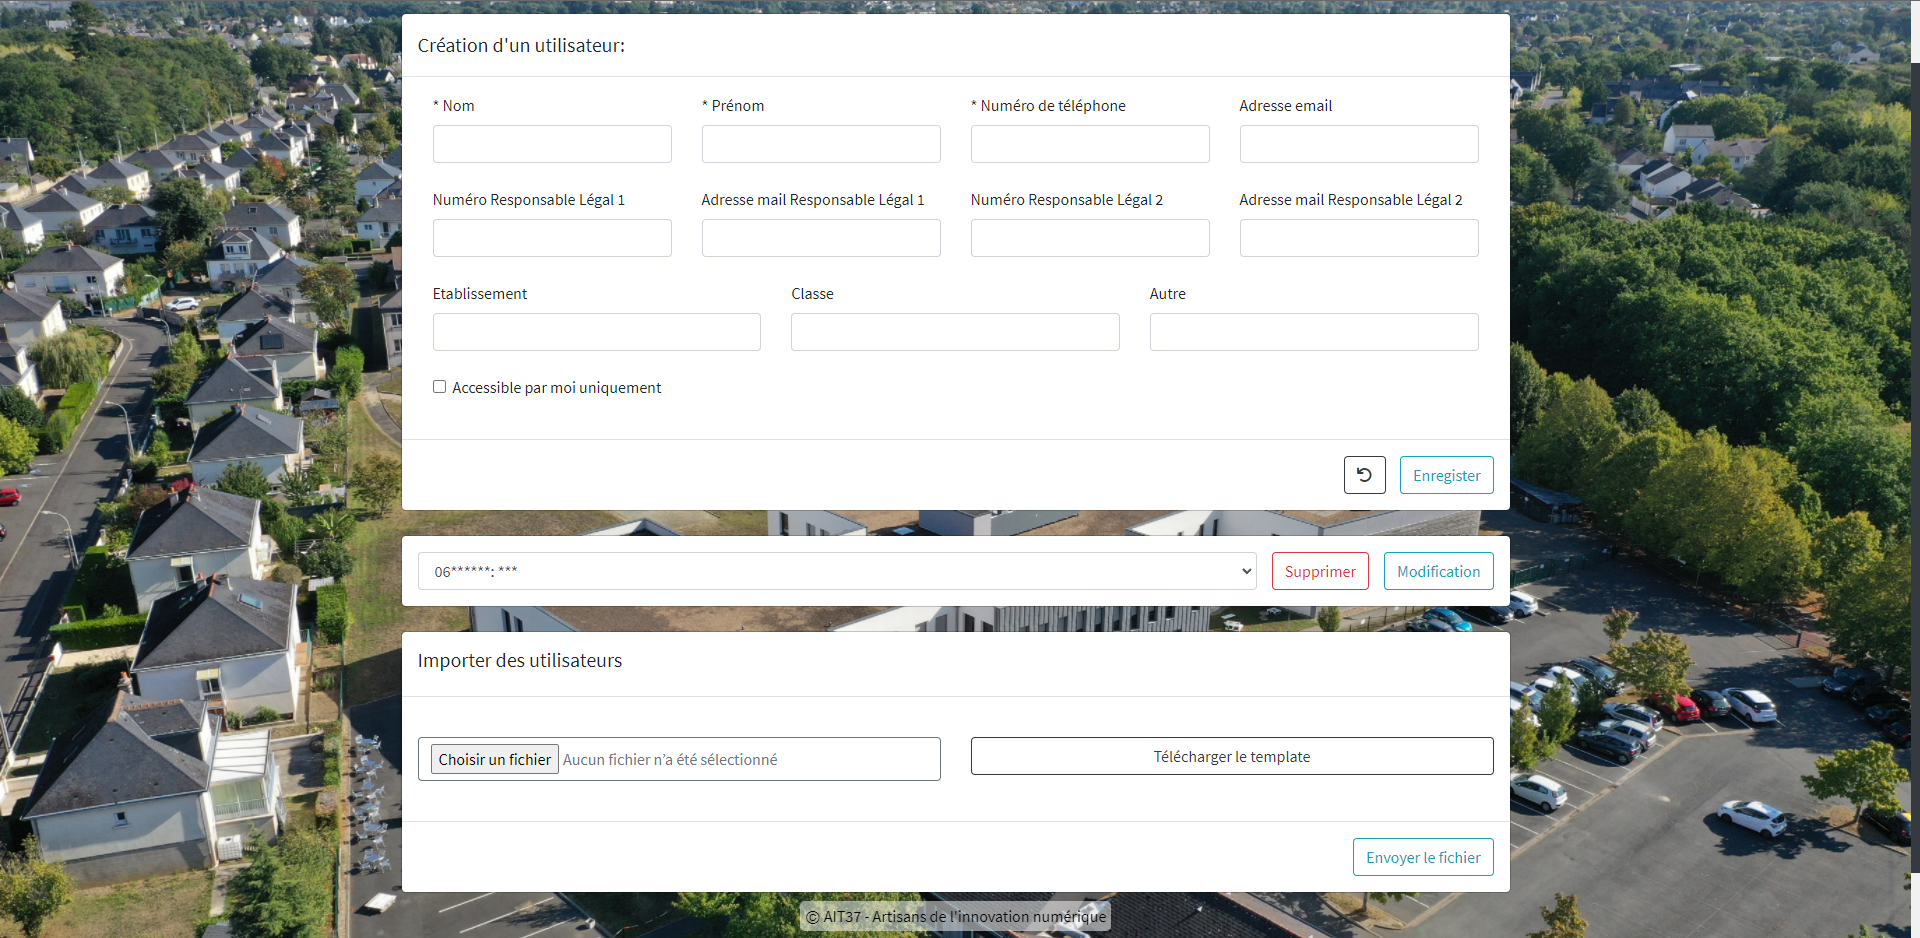 Création d'un utilisateur:
* Nom
* Prénom
* Numéro de téléphone
Adresse email
Numéro Responsable Légal 1
Adresse mail Responsable Légal 1
Numéro Responsable Légal 2
Adresse mail Responsable Légal 2
Etablissement
Classe
Autre
Accessible par moi uniquement
Enregister
06******: ***
Supprimer
Modification
Importer des utilisateurs
Choisir un fichier Aucun fichier n’a été sélectionné
Télécharger le template
Envoyer le fichier
© AIT37 - Artisans de l'innovation numérique